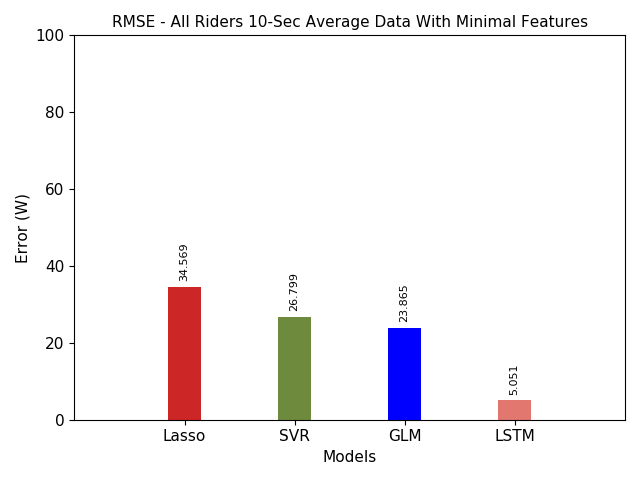 RMSE - All Riders 10-Sec Average Data With Minimal Features
100
80
60
40
20
0
Error (W)
34.569
26.799
23.865
5.051
Lasso SVR GLM LSTM
Models